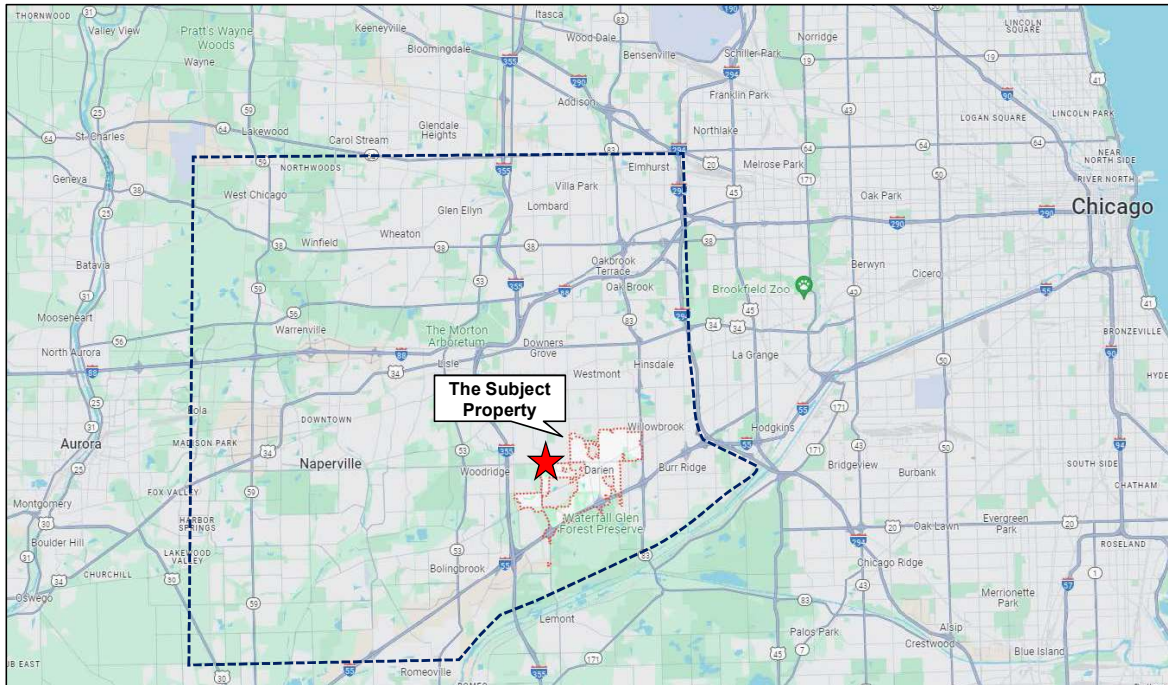 THORNWOOD
Valley View
Pratt's Wayne
Woods
Wayne
Keeneyville
Itasca
Wood Dale
Bensenville
Schiller Park
Norridge
LINCOLN
SQUARE
Bloomingdale
Addison
Franklin Park
LOGAN SQUARE
LINCOLN PARK
St. Charles
Lakewood
Carol Stream
Glendale
Heights
Northlake
Elmhurst
Melrose Park
NEAR
NORTH SIDE
RIVER NORTH
Geneva
NORTHWOODS
West Chicago
Villa Park
Oak Park
Chicago
Glen Ellyn
Lombard
Winfield
Wheaton
Oakbrook
Terrace
Oak Brook
Berwyn
Cicero
Batavia
Brookfield Zoo
Mooseheart
Warrenville
The Morton
Arboretum
BRONZEVILLE
North Aurora
Lisle
Downers
Grove
Hinsdale
La Grange
HYDE
Westmont
The Subject
Property
Eola
DOWNTOWN
Willowbrook
Hodgkins
Aurora
MADISON PARK
Naperville
Woodridge
Darien
Burr Ridge
Bridgeview
Burbank
SOUTH SIDE
CHATHAM
FOX VALLEY
Montgomery
HARBOR
SPRINGS
Waterfall Glen
Forest Preserve
Oak Lawn
Evergreen
Park
Boulder Hill
LAKEWOOD
VALLEY
Bolingbrook
Chicago Ridge
ROSELAND
CHURCHILL
Oswego
Lemont
Merrionette
Park
Palos Park
Alsip
Crestwood
Blue Island
UB EAST
Romeoville